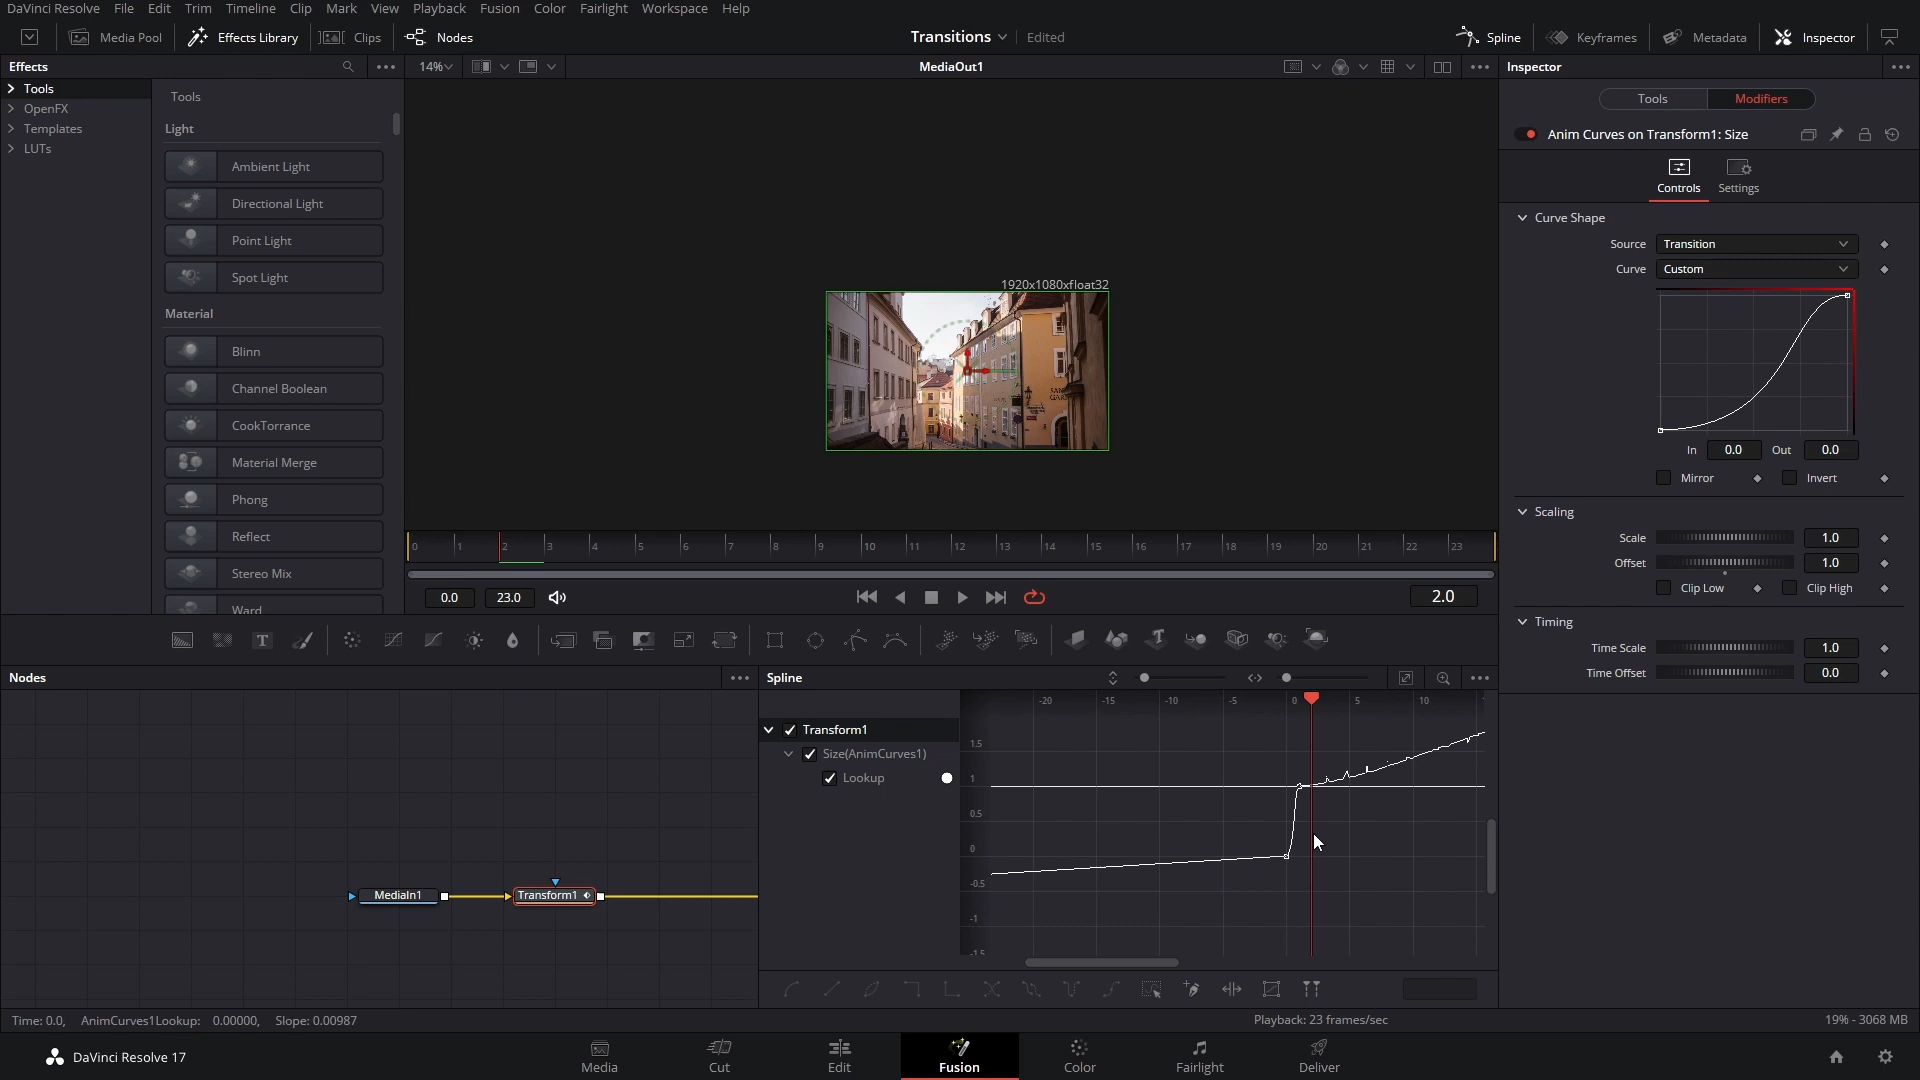 DaVinci Resolve File Edit Trim Timeline Clip Mark View Playback Fusion Color Fairlight Workspace Help
Media Pool Effects Library Clips Nodes Transitions Edited Spline Keyframes Metadata Inspector
Effects 14% MediaOut1 Inspector
Tools
OpenFX
Templates
LUTs
Tools
Light
Ambient Light
Directional Light
Point Light
Spot Light
Material
Blinn
Channel Boolean
CookTorrance
Material Merge
Phong
Reflect
Stereo Mix
Ward
1920x1080xfloat32
0 1 2 3 4 5 6 7 8 9 10 11 12 13 14 15 16 17 18 19 20 21 22 23
0.0 23.0 2.0
Tools Modifiers
Anim Curves on Transform1: Size
Controls Settings
Curve Shape
Source Transition
Curve Custom
In 0.0 Out 0.0
Mirror Invert
Scaling
Scale 1.0
Offset 1.0
Clip Low Clip High
Timing
Time Scale 1.0
Time Offset 0.0
T
Nodes
MediaIn1 Transform1
Spline
Transform1
Size(AnimCurves1)
Lookup
-20 -15 -10 -5 0 5 10
1.5
1
0.5
0
-0.5
-1
-1.5
Time: 0.0, AnimCurves1Lookup: 0.00000, Slope: 0.00987 Playback: 23 frames/sec 19% - 3068 MB
DaVinci Resolve 17 Media Cut Edit Fusion Color Fairlight Deliver